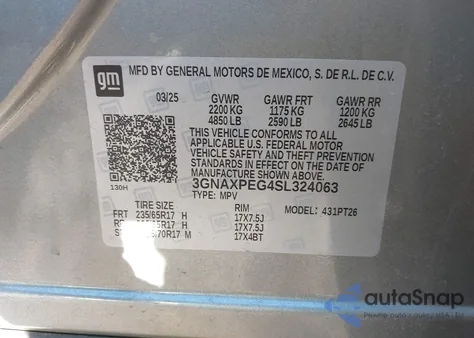 gm
MFD BY GENERAL MOTORS DE MEXICO, S. DE R.L. DE C.V.
03/25 GVWR GAWR FRT GAWR RR
2200 KG 1175 KG 1200 KG
4850 LB 2590 LB 2645 LB
THIS VEHICLE CONFORMS TO ALL
APPLICABLE U.S. FEDERAL MOTOR
VEHICLE SAFETY, BUMPER, AND THEFT
PREVENTION STANDARDS IN
EFFECT ON THE DATE OF
MANUFACTURE SHOWN ABOVE
3GNAXPEG4SL324063
130H TYPE: MPV
TIRE SIZE RIM MODEL: 431PT26
FRT 235/65R17 H 17X7.5J
H 17X7.5J
70R17 M 17X4BT
autoSnap